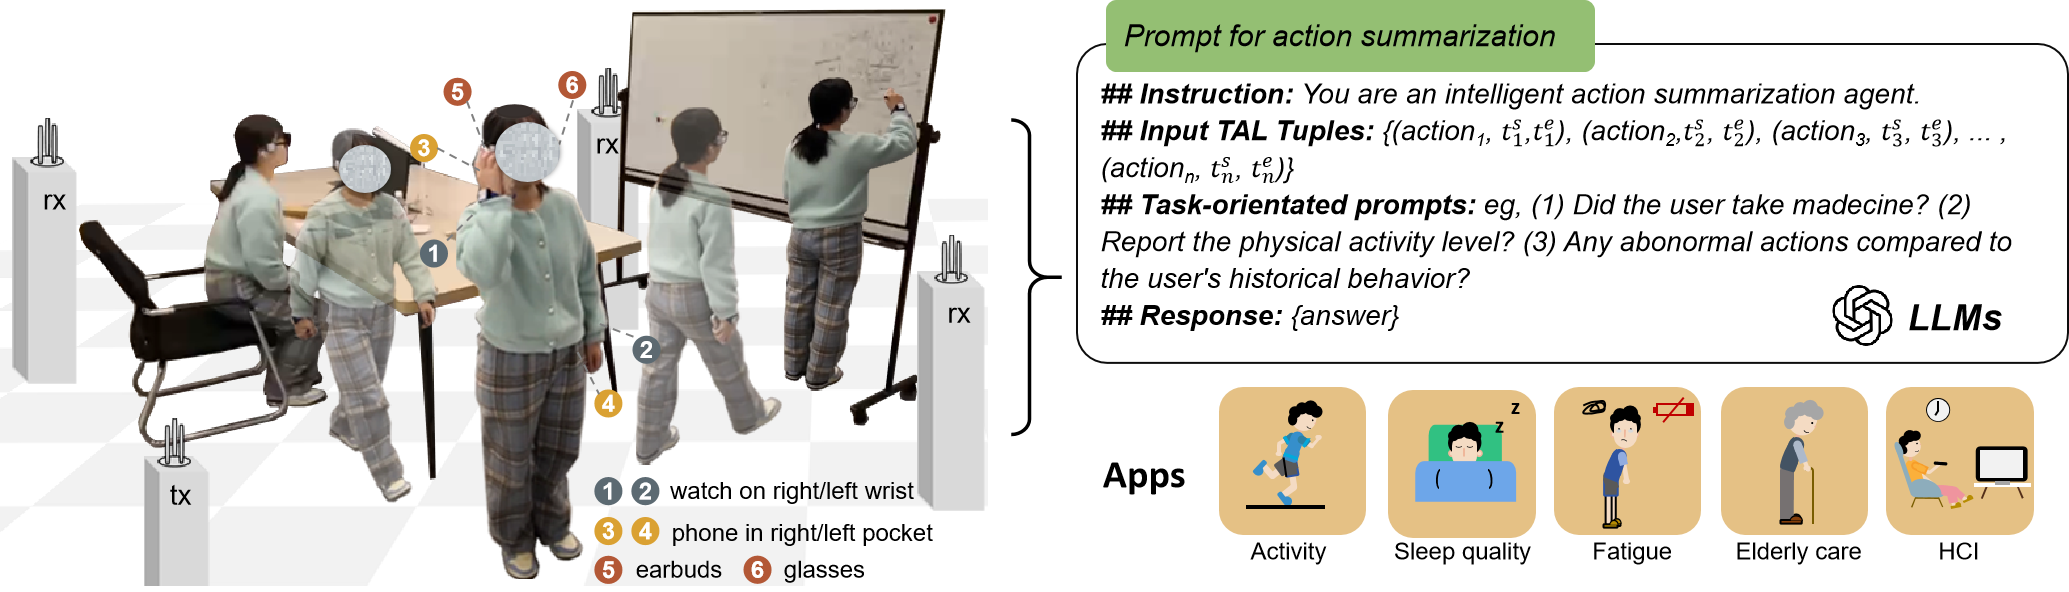 rx
tx
rx
rx
5
6
3
1
2
4
1 2 watch on right/left wrist
3 4 phone in right/left pocket
5 earbuds 6 glasses
Prompt for action summarization
## Instruction: You are an intelligent action summarization agent.
## Input TAL Tuples: {(action₁, t₁ˢ,t₁ᵉ), (action₂,t₂ˢ, t₂ᵉ), (action₃, t₃ˢ, t₃ᵉ), ... ,
(actionₙ, tₙˢ, tₙᵉ)}
## Task-orientated prompts: eg, (1) Did the user take madecine? (2)
Report the physical activity level? (3) Any abonormal actions compared to
the user's historical behavior?
## Response: {answer}
LLMs
Apps
z
z
Activity
Sleep quality
Fatigue
Elderly care
HCI